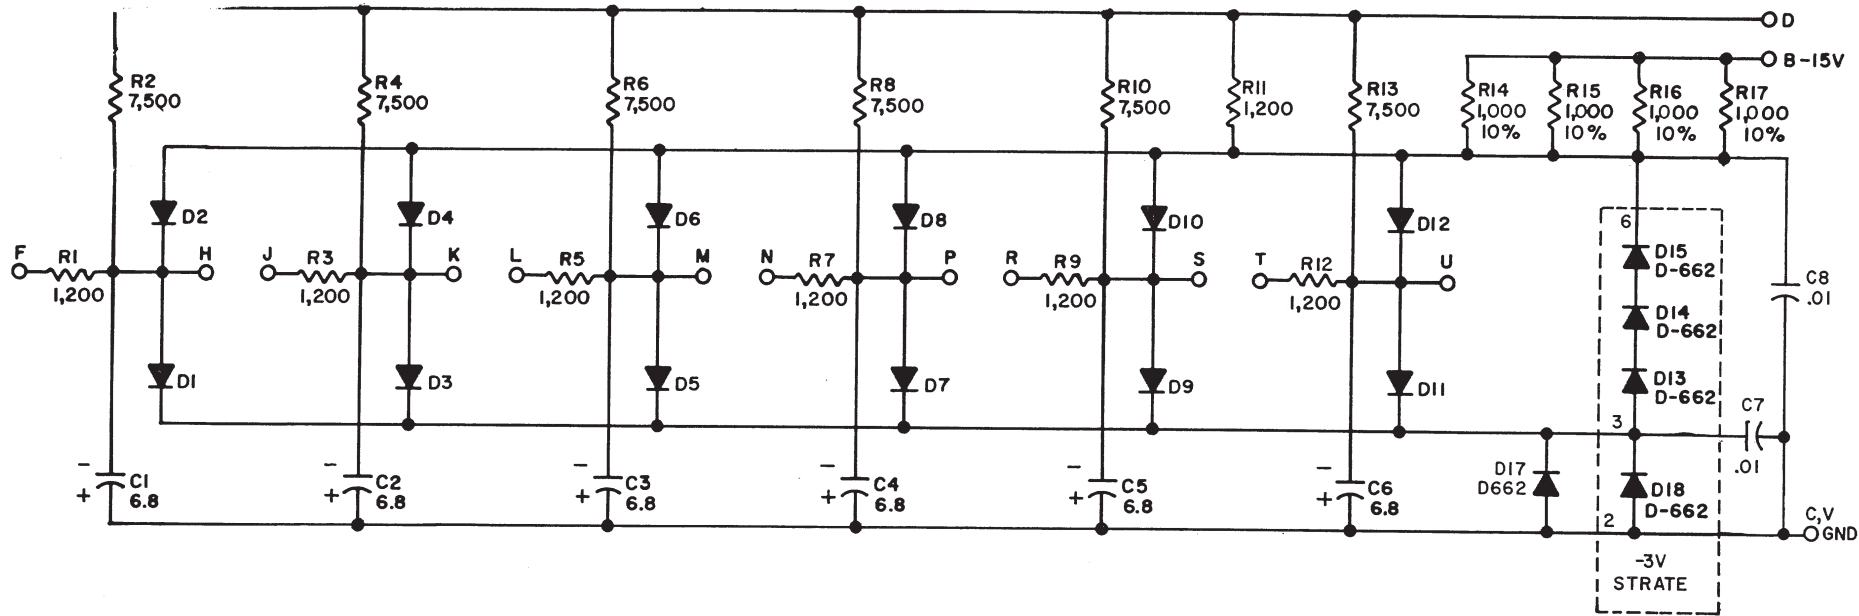 D
B-15V
R2
7,500
R4
7,500
R6
7,500
R8
7,500
R10
7,500
R11
1,200
R13
7,500
R14
1,000
10%
R15
1,000
10%
R16
1,000
10%
R17
1,000
10%
D2
D4
D6
D8
D10
D12
F
R1
1,200
H
J
R3
1,200
K
L
R5
1,200
M
N
R7
1,200
P
R
R9
1,200
S
T
R12
1,200
U
6
D15
D-662
D14
D-662
D13
D-662
C8
.01
D1
D3
D5
D7
D9
D11
3
C7
.01
-
+
C1
6.8
-
+
C2
6.8
-
+
C3
6.8
-
+
C4
6.8
-
+
C5
6.8
-
+
C6
6.8
D17
D662
D18
D-662
2
C,V
GND
-3V
STRATE